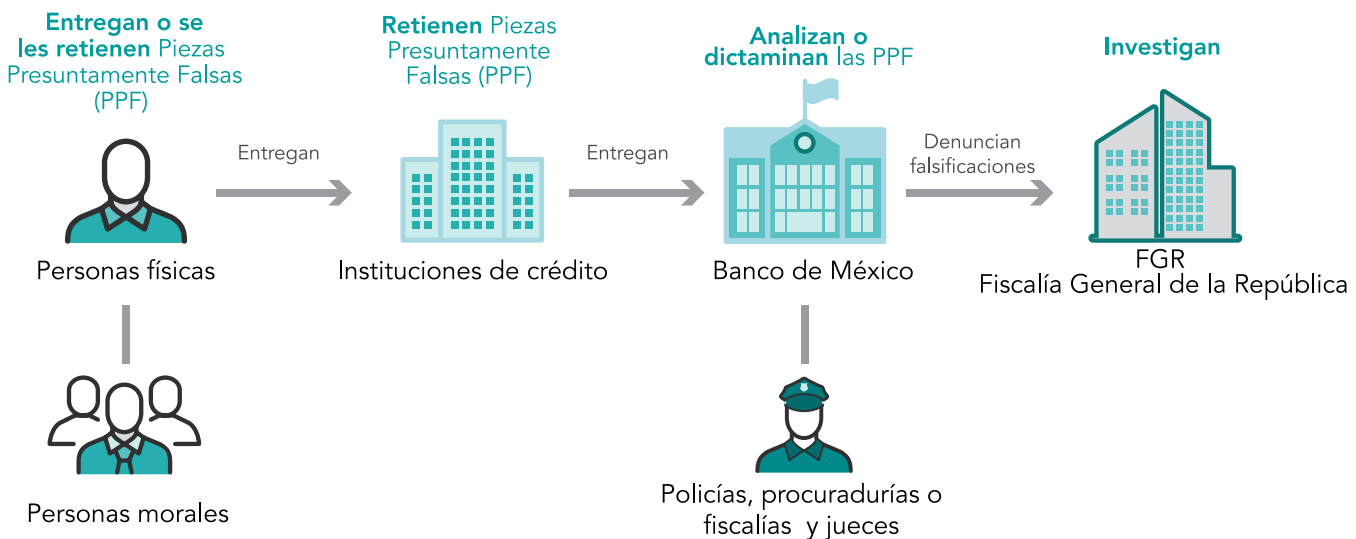 Entregan o se
les retienen Piezas
Presuntamente Falsas
(PPF)
Retienen Piezas
Presuntamente
Falsas (PPF)
Analizan o
dictaminan las PPF
Investigan
Entregan
Entregan
Denuncian
falsificaciones
Personas físicas
Instituciones de crédito
Banco de México
FGR
Fiscalía General de la República
Personas morales
Policías, procuradurías o
fiscalías y jueces